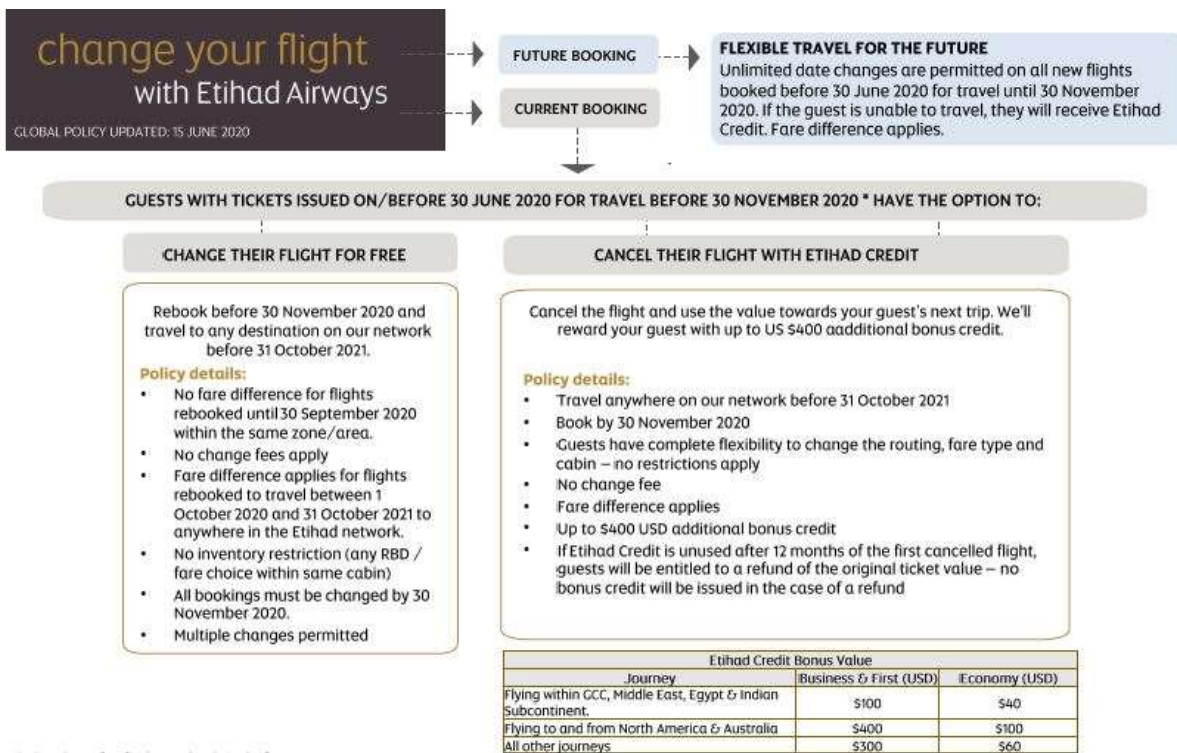 change your flight
with Etihad Airways
GLOBAL POLICY UPDATED: 15 JUNE 2020
FUTURE BOOKING
CURRENT BOOKING
FLEXIBLE TRAVEL FOR THE FUTURE
Unlimited date changes are permitted on all new flights
booked before 30 June 2020 for travel until 30 November
2020. If the guest is unable to travel, they will receive Etihad
Credit. Fare difference applies.
GUESTS WITH TICKETS ISSUED ON/BEFORE 30 JUNE 2020 FOR TRAVEL BEFORE 30 NOVEMBER 2020 * HAVE THE OPTION TO:
CHANGE THEIR FLIGHT FOR FREE
Rebook before 30 November 2020 and
travel to any destination on our network
before 31 October 2021.
Policy details:
• No fare difference for flights
rebooked until 30 September 2020
within the same zone/area.
• No change fees apply
• Fare difference applies for flights
rebooked to travel between 1
October 2020 and 31 October 2021 to
anywhere in the Etihad network.
• No inventory restriction (any RBD /
fare choice within same cabin)
• All bookings must be changed by 30
November 2020.
• Multiple changes permitted
CANCEL THEIR FLIGHT WITH ETIHAD CREDIT
Cancel the flight and use the value towards your guest's next trip. We'll
reward your guest with up to US $400 aadditional bonus credit.
Policy details:
• Travel anywhere on our network before 31 October 2021
• Book by 30 November 2020
• Guests have complete flexibility to change the routing, fare type and
cabin – no restrictions apply
• No change fee
• Fare difference applies
• Up to $400 USD additional bonus credit
• If Etihad Credit is unused after 12 months of the first cancelled flight,
guests will be entitled to a refund of the original ticket value – no
bonus credit will be issued in the case of a refund
Etihad Credit Bonus Value
Journey Business & First (USD) Economy (USD)
Flying within GCC, Middle East, Egypt & Indian
Subcontinent. $100 $40
Flying to and from North America & Australia $400 $100
All other journeys $300 $60